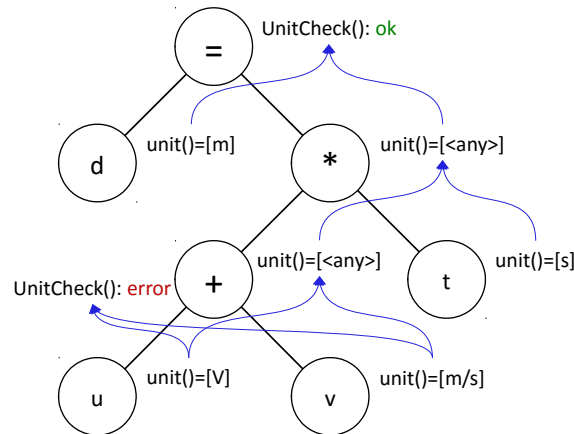 UnitCheck(): ok
=
d
unit()=[m]
*
unit()=[<any>]
+
unit()=[<any>]
t
unit()=[s]
UnitCheck(): error
u
unit()=[V]
v
unit()=[m/s]